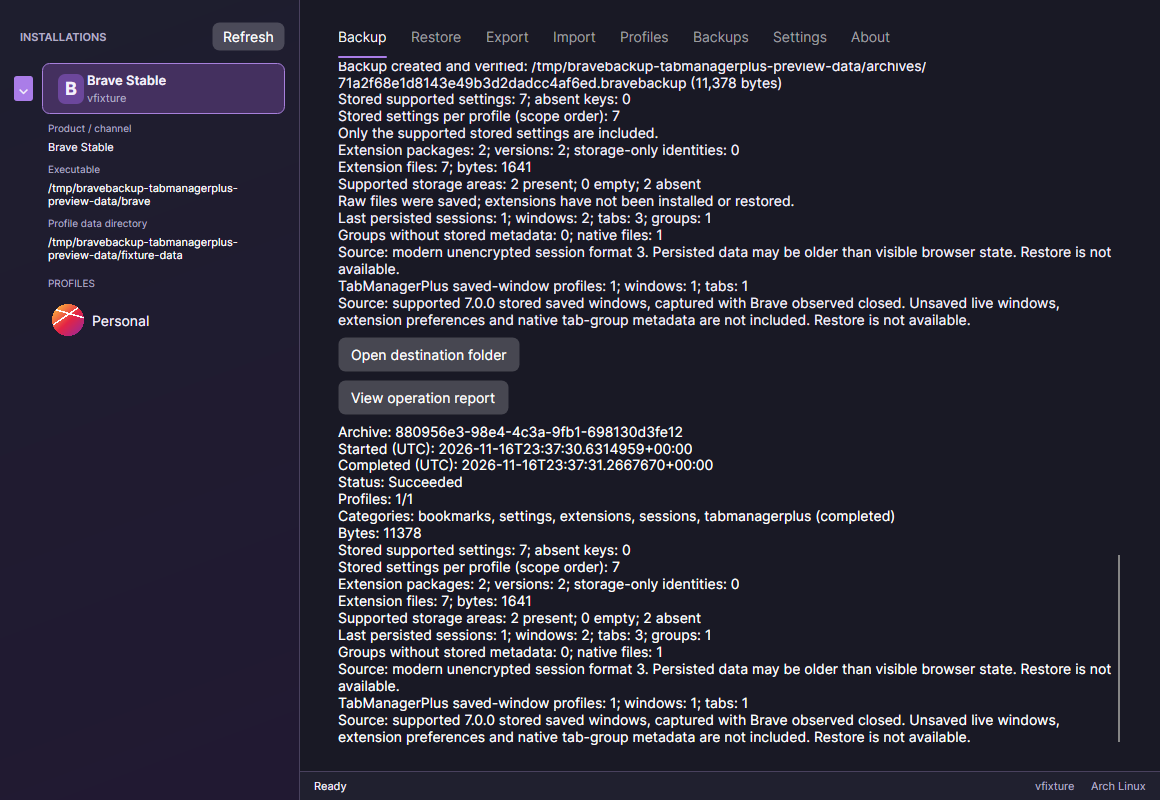 INSTALLATIONS
Refresh
B
Brave Stable
vfixture
Product / channel
Brave Stable
Executable
/tmp/bravebackup-tabmanagerplus-
preview-data/brave
Profile data directory
/tmp/bravebackup-tabmanagerplus-
preview-data/fixture-data
PROFILES
Personal
Backup Restore Export Import Profiles Backups Settings About
Backup created and verified: /tmp/bravebackup-tabmanagerplus-preview-data/archives/
71a2f68e1d8143e49b3d2dadcc4af6ed.bravebackup (11,378 bytes)
Stored supported settings: 7; absent keys: 0
Stored settings per profile (scope order): 7
Only the supported stored settings are included.
Extension packages: 2; versions: 2; storage-only identities: 0
Extension files: 7; bytes: 1641
Supported storage areas: 2 present; 0 empty; 2 absent
Raw files were saved; extensions have not been installed or restored.
Last persisted sessions: 1; windows: 2; tabs: 3; groups: 1
Groups without stored metadata: 0; native files: 1
Source: modern unencrypted session format 3. Persisted data may be older than visible browser state. Restore is not
available.
TabManagerPlus saved-window profiles: 1; windows: 1; tabs: 1
Source: supported 7.0.0 stored saved windows, captured with Brave observed closed. Unsaved live windows,
extension preferences and native tab-group metadata are not included. Restore is not available.
Open destination folder
View operation report
Archive: 880956e3-98e4-4c3a-9fb1-698130d3fe12
Started (UTC): 2026-11-16T23:37:30.6314959+00:00
Completed (UTC): 2026-11-16T23:37:31.2667670+00:00
Status: Succeeded
Profiles: 1/1
Categories: bookmarks, settings, extensions, sessions, tabmanagerplus (completed)
Bytes: 11378
Stored supported settings: 7; absent keys: 0
Stored settings per profile (scope order): 7
Extension packages: 2; versions: 2; storage-only identities: 0
Extension files: 7; bytes: 1641
Supported storage areas: 2 present; 0 empty; 2 absent
Last persisted sessions: 1; windows: 2; tabs: 3; groups: 1
Groups without stored metadata: 0; native files: 1
Source: modern unencrypted session format 3. Persisted data may be older than visible browser state. Restore is not
available.
TabManagerPlus saved-window profiles: 1; windows: 1; tabs: 1
Source: supported 7.0.0 stored saved windows, captured with Brave observed closed. Unsaved live windows,
extension preferences and native tab-group metadata are not included. Restore is not available.
Ready
vfixture
Arch Linux